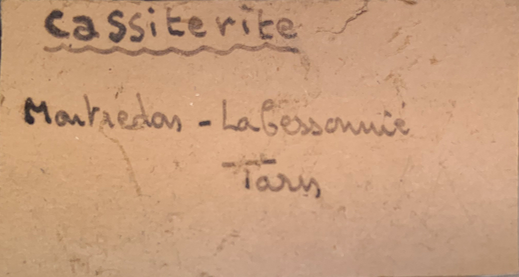 Cassiterite
Montredon - Labessonnié
Tarn